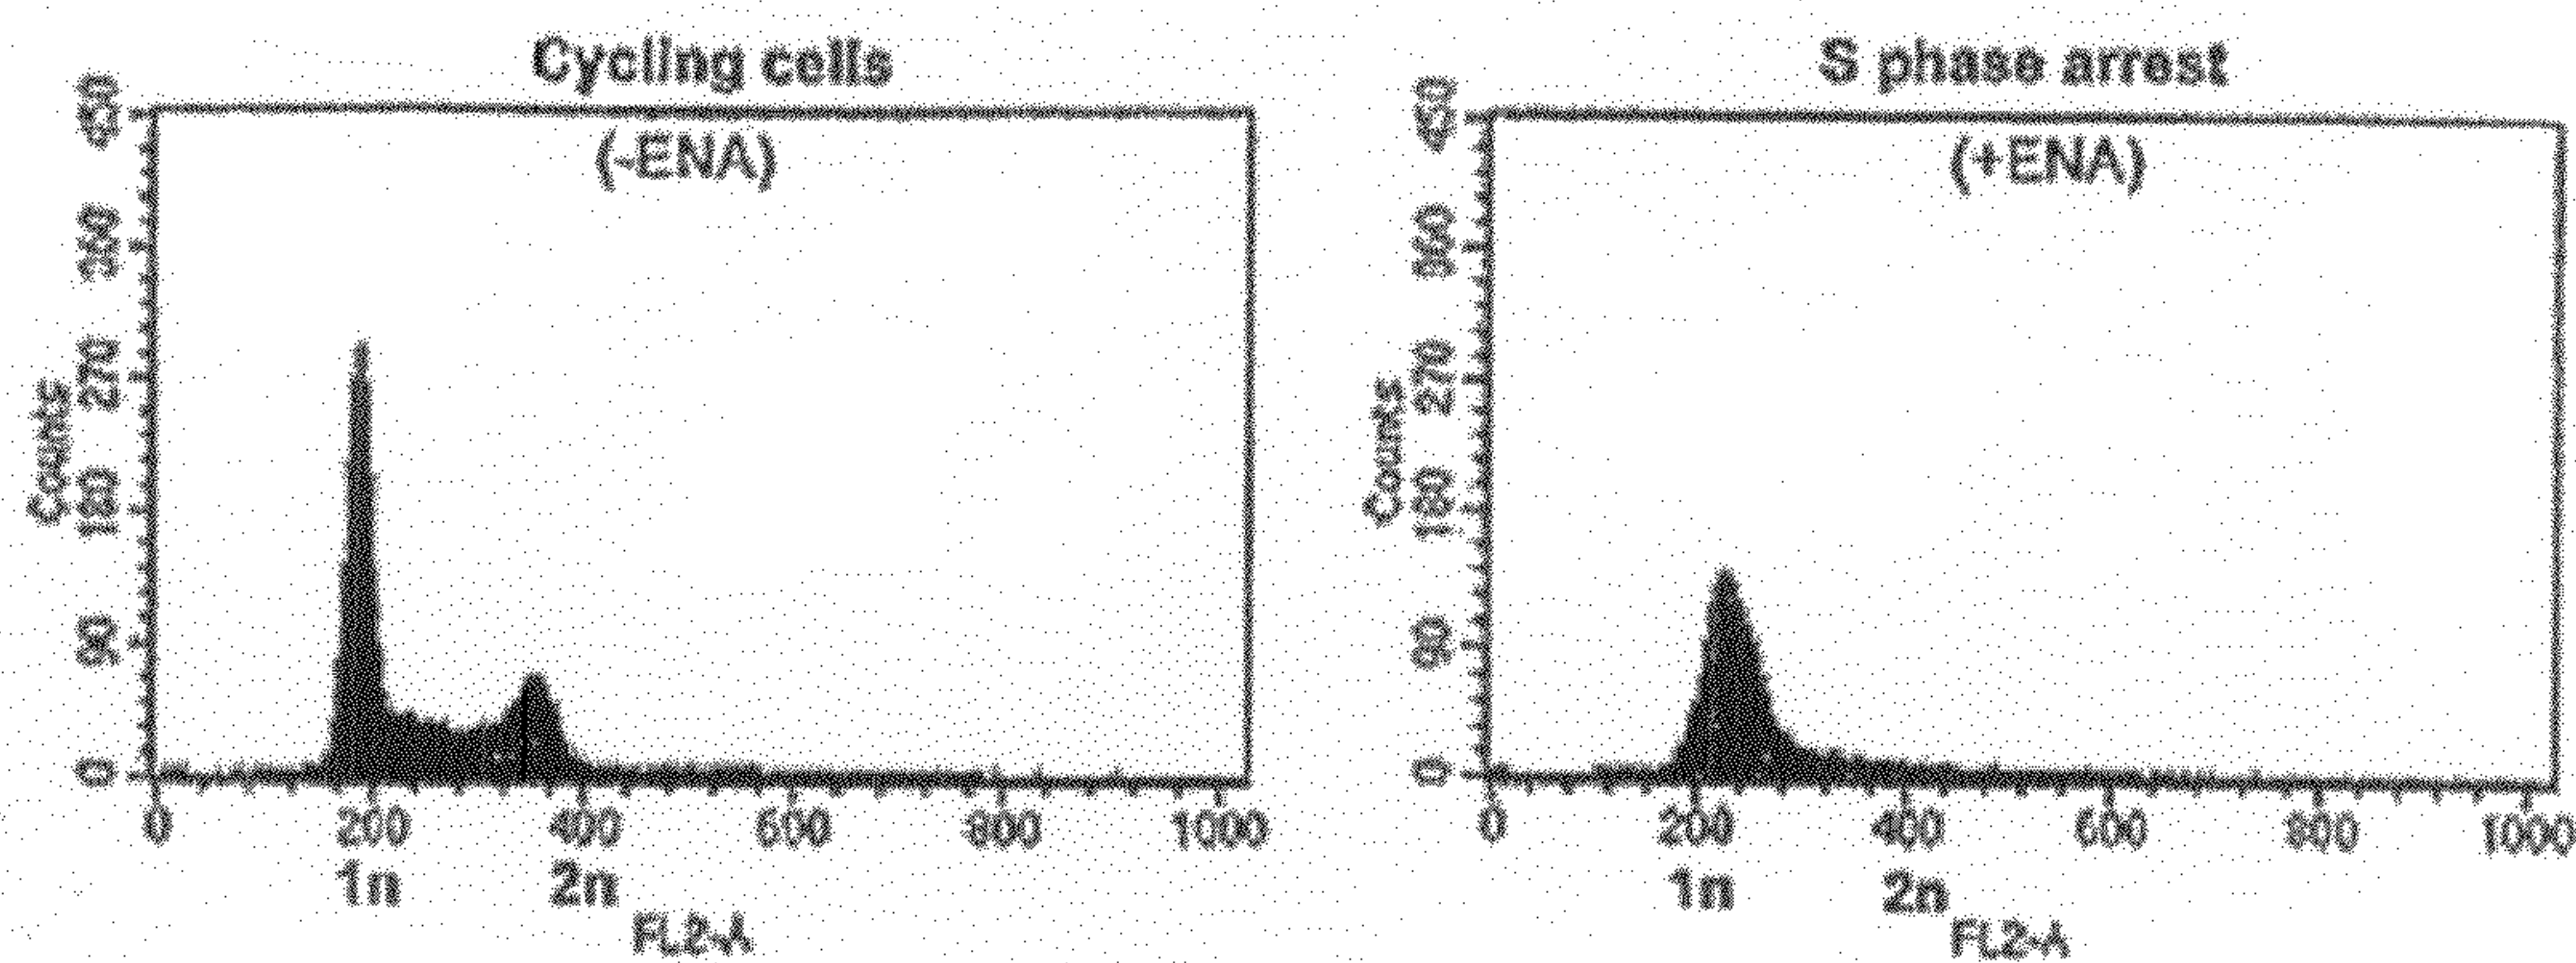 Cycling cells
(-ENA)
450
360
270
180
90
0
Counts
0 200 400 600 800 1000
1n 2n
FL2-A
S phase arrest
(+ENA)
450
360
270
180
90
0
Counts
0 200 400 600 800 1000
1n 2n
FL2-A